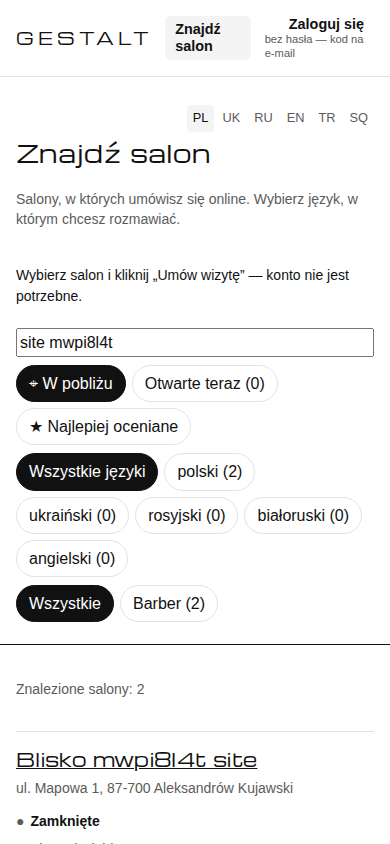 GESTALT
Znajdź salon
Zaloguj się
bez hasła — kod na e-mail
PL UK RU EN TR SQ
Znajdź salon
Salony, w których umówisz się online. Wybierz język, w
którym chcesz rozmawiać.
Wybierz salon i kliknij „Umów wizytę” — konto nie jest
potrzebne.
site mwpi8l4t
⌖ W pobliżu
Otwarte teraz (0)
★ Najlepiej oceniane
Wszystkie języki
polski (2)
ukraiński (0)
rosyjski (0)
białoruski (0)
angielski (0)
Wszystkie
Barber (2)
Znalezione salony: 2
Blisko mwpi8l4t site
ul. Mapowa 1, 87-700 Aleksandrów Kujawski
● Zamknięte